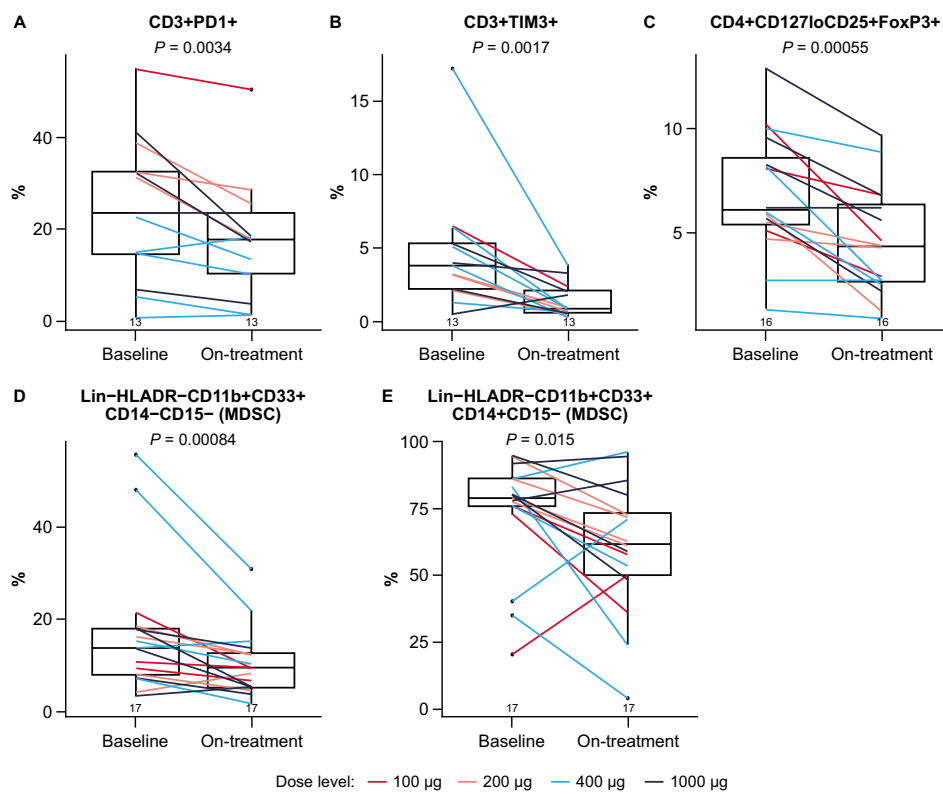 A
CD3+PD1+
P = 0.0034
%
40
20
0
13
13
Baseline
On-treatment
B
CD3+TIM3+
P = 0.0017
%
15
10
5
0
13
13
Baseline
On-treatment
C
CD4+CD127loCD25+FoxP3+
P = 0.00055
%
10
5
16
16
Baseline
On-treatment
D
Lin−HLADR−CD11b+CD33+
CD14−CD15− (MDSC)
P = 0.00084
%
40
20
0
17
17
Baseline
On-treatment
E
Lin−HLADR−CD11b+CD33+
CD14+CD15− (MDSC)
P = 0.015
%
100
75
50
25
0
17
17
Baseline
On-treatment
Dose level: 100 µg 200 µg 400 µg 1000 µg